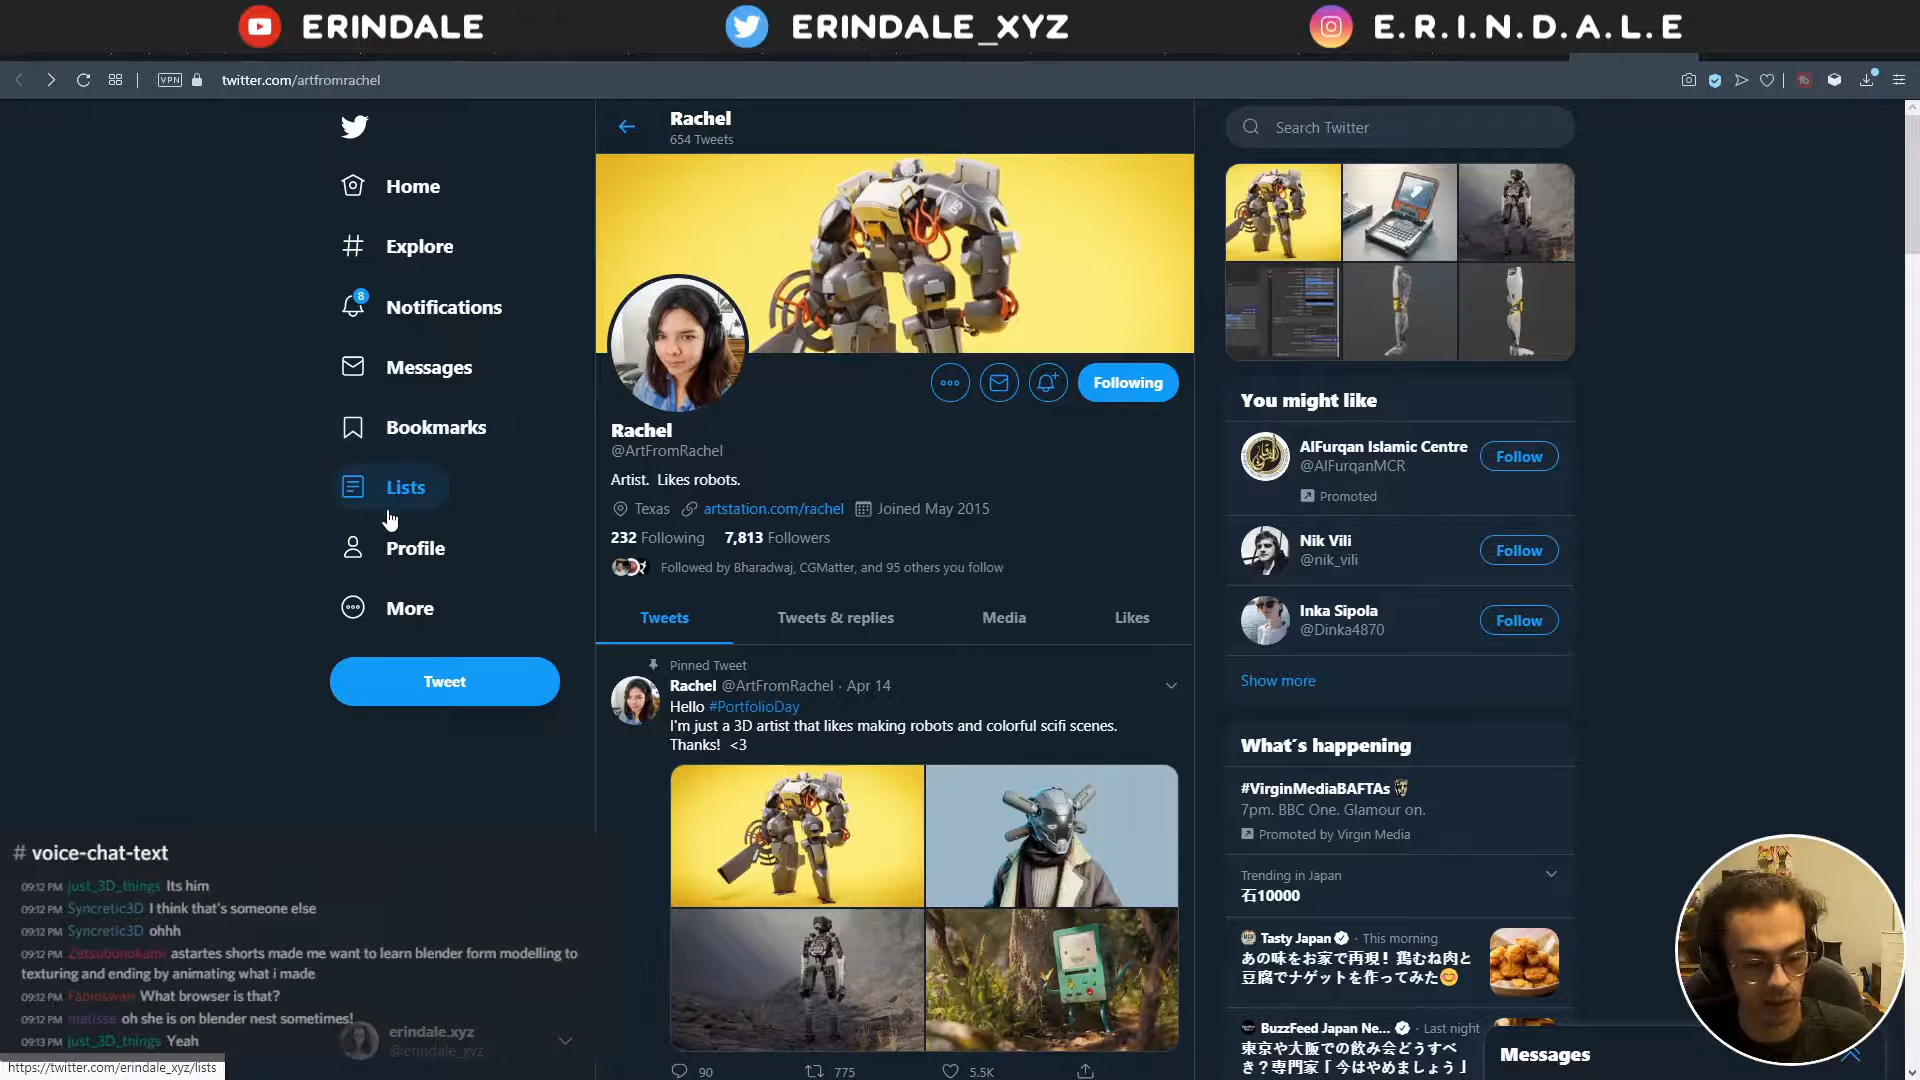 ERINDALE
ERINDALE_XYZ
E.R.I.N.D.A.L.E
VPN
twitter.com/artfromrachel
Home
Explore
8
Notifications
Messages
Bookmarks
Lists
Profile
More
Tweet
Rachel
654 Tweets
Following
Rachel
@ArtFromRachel
Artist. Likes robots.
Texas artstation.com/rachel Joined May 2015
232 Following 7,813 Followers
Followed by Bharadwaj, CGMatter, and 95 others you follow
Tweets Tweets & replies Media Likes
Pinned Tweet
Rachel @ArtFromRachel · Apr 14
Hello #PortfolioDay
I'm just a 3D artist that likes making robots and colorful scifi scenes.
Thanks! <3
90 775 5.5K
Search Twitter
You might like
AlFurqan Islamic Centre
@AlFurqanMCR
Follow
Promoted
Nik Vili
@nik_vili
Follow
Inka Sipola
@Dinka4870
Follow
Show more
What's happening
#VirginMediaBAFTAs
7pm. BBC One. Glamour on.
Promoted by Virgin Media
Trending in Japan
石10000
Tasty Japan · This morning
あの味をお家で再現！鶏むね肉と
豆腐でナゲットを作ってみた😊
BuzzFeed Japan Ne... · Last night
東京や大阪での飲み会どうすべ
き？専門家「今はやめましょう」
Messages
# voice-chat-text
09:12 PM just_3D_things Its him
09:12 PM Syncretic3D I think that's someone else
09:12 PM Syncretic3D ohhh
09:12 PM Zetsubonokami astartes shorts made me want to learn blender form modelling to
texturing and ending by animating what i made
09:12 PM Fabinswan What browser is that?
09:12 PM matisse oh she is on blender nest sometimes!
09:13 PM just_3D_things Yeah
erindale.xyz
@erindale_xyz
https://twitter.com/erindale_xyz/lists